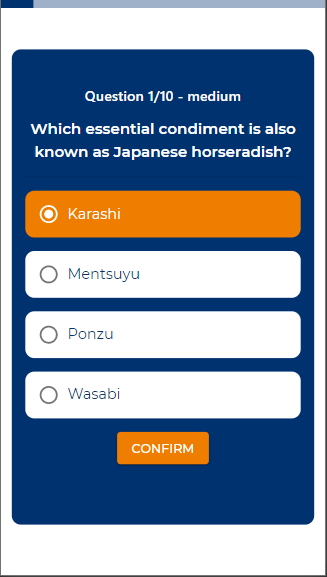 Question 1/10 - medium
Which essential condiment is also
known as Japanese horseradish?
Karashi
Mentsuyu
Ponzu
Wasabi
CONFIRM